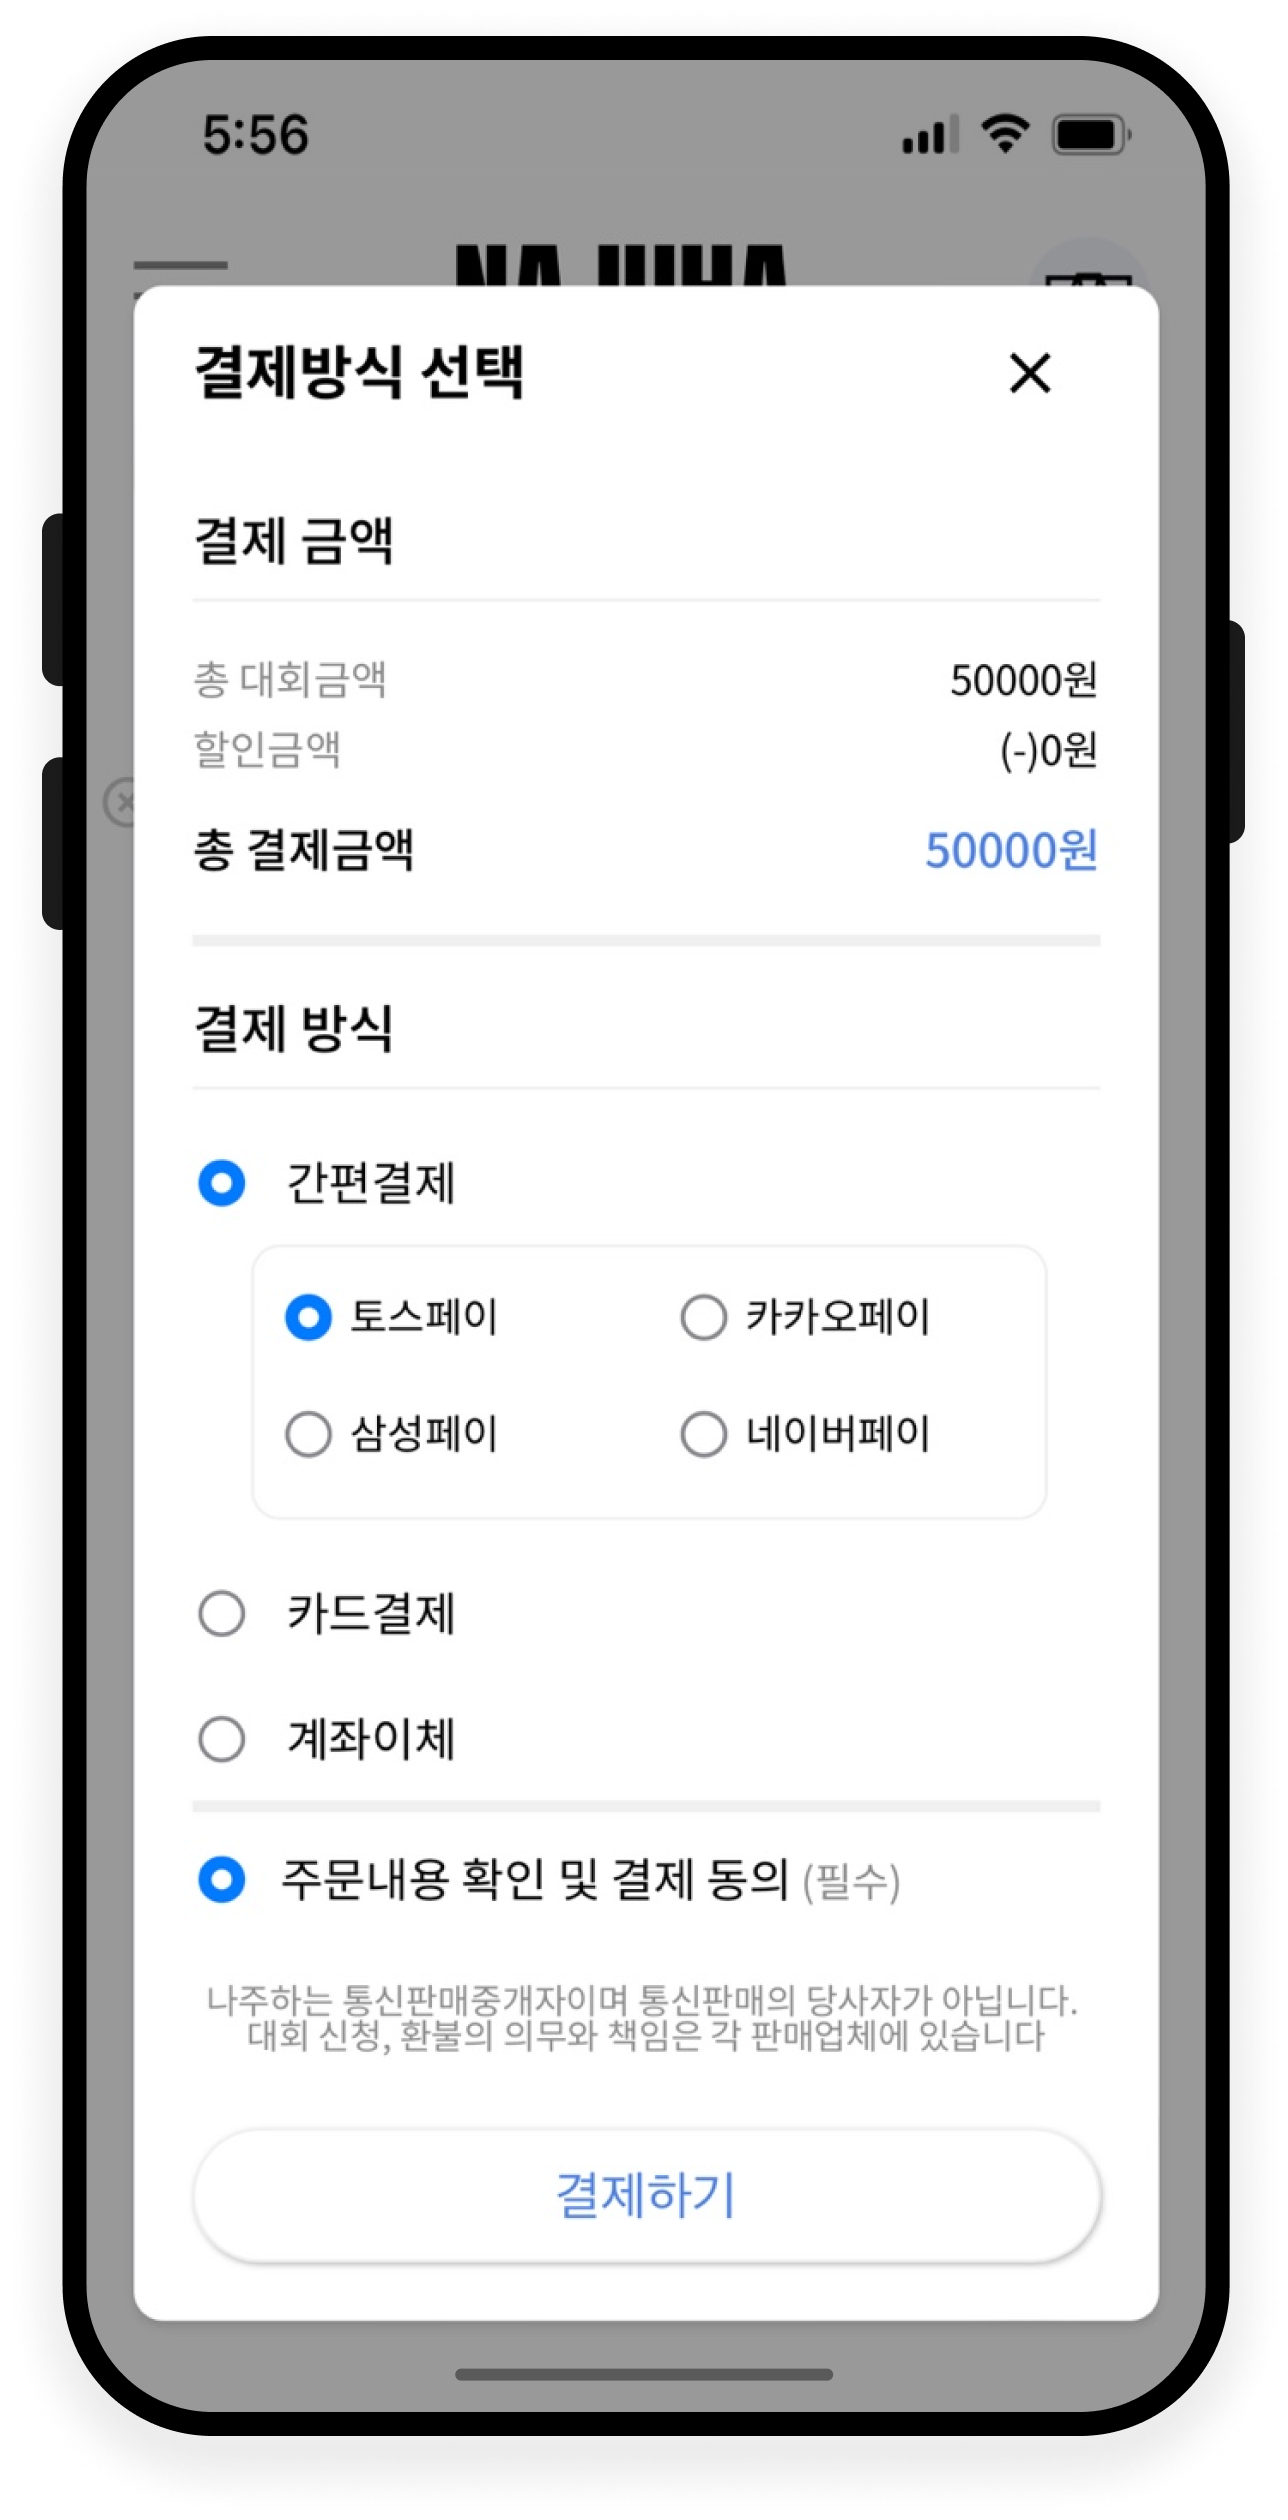 5:56
결제방식 선택
결제 금액
총 대회금액 50000원
할인금액 (-)0원
총 결제금액 50000원
결제 방식
간편결제
토스페이 카카오페이
삼성페이 네이버페이
카드결제
계좌이체
주문내용 확인 및 결제 동의 (필수)
나주하는 통신판매중개자이며 통신판매의 당사자가 아닙니다.
대회 신청, 환불의 의무와 책임은 각 판매업체에 있습니다
결제하기